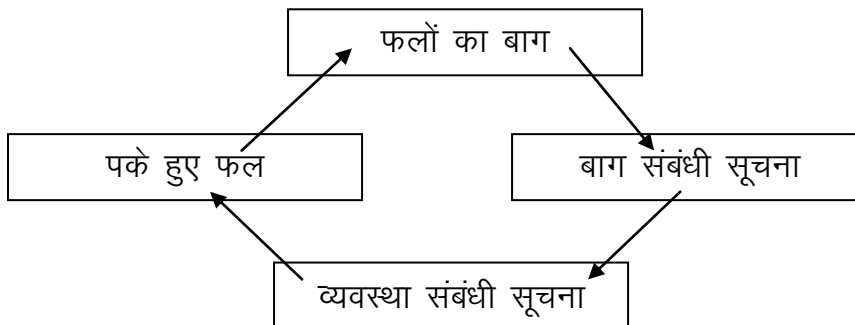 फलों का बाग
पके हुए फल
बाग संबंधी सूचना
व्यवस्था संबंधी सूचना